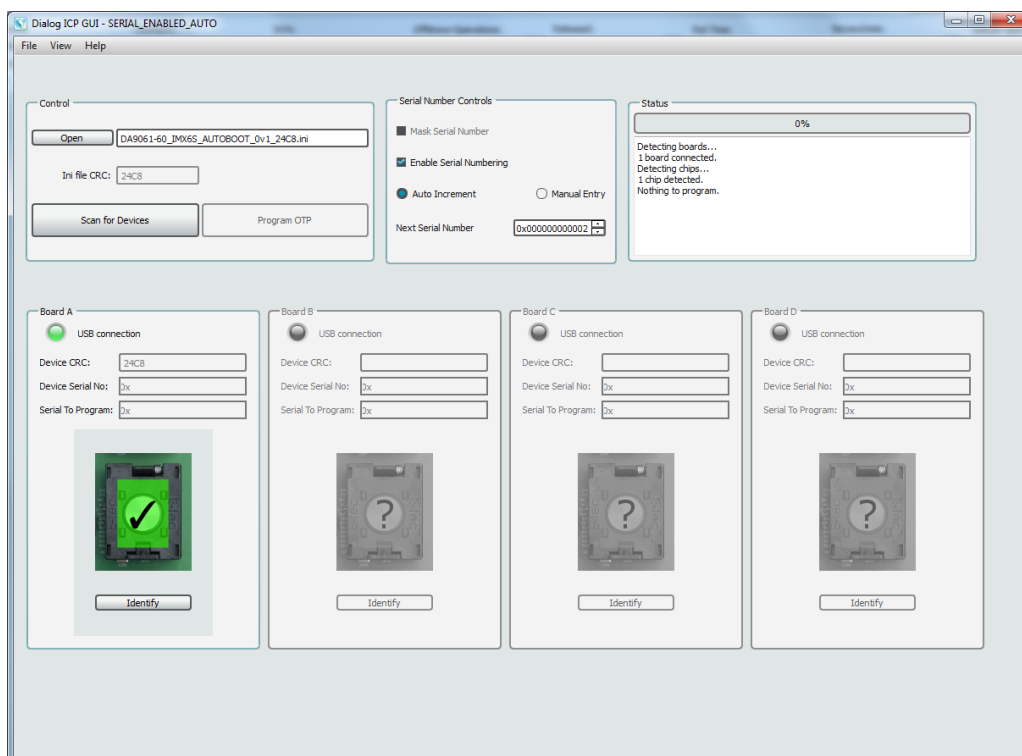 Dialog ICP GUI - SERIAL_ENABLED_AUTO
File View Help
Control
Open DA9061-60_IMX6S_AUTOBOOT_0v1_24C8.ini
Ini file CRC: 24C8
Scan for Devices Program OTP
Serial Number Controls
Mask Serial Number
Enable Serial Numbering
Auto Increment Manual Entry
Next Serial Number 0x000000000002
Status
0%
Detecting boards...
1 board connected.
Detecting chips...
1 chip detected.
Nothing to program.
Board A
USB connection
Device CRC: 24C8
Device Serial No: 0x
Serial To Program: 0x
Identify
Board B
USB connection
Device CRC:
Device Serial No: 0x
Serial To Program: 0x
?
Identify
Board C
USB connection
Device CRC:
Device Serial No: 0x
Serial To Program: 0x
?
Identify
Board D
USB connection
Device CRC:
Device Serial No: 0x
Serial To Program: 0x
?
Identify